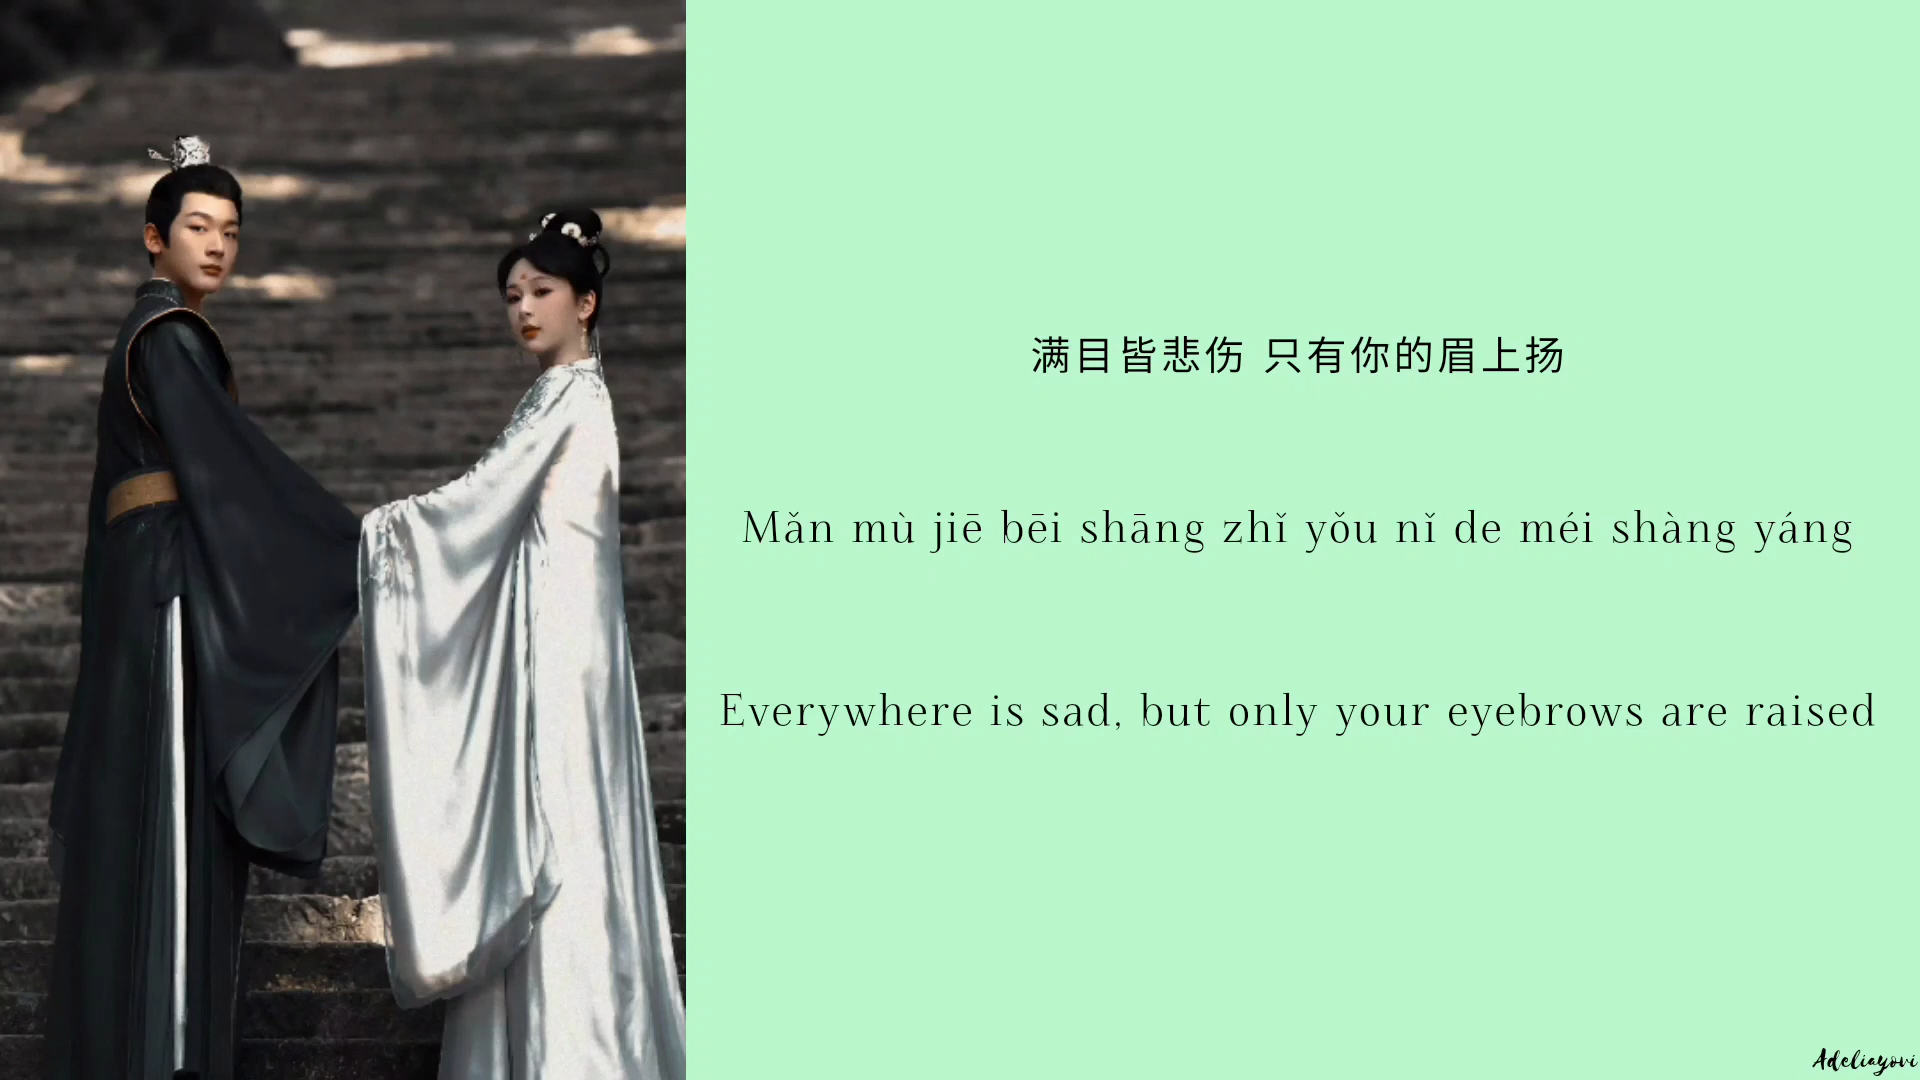 满目皆悲伤 只有你的眉上扬
Mǎn mù jiē bēi shāng zhǐ yǒu nǐ de méi shàng yáng
Everywhere is sad, but only your eyebrows are raised
Adeliayovi